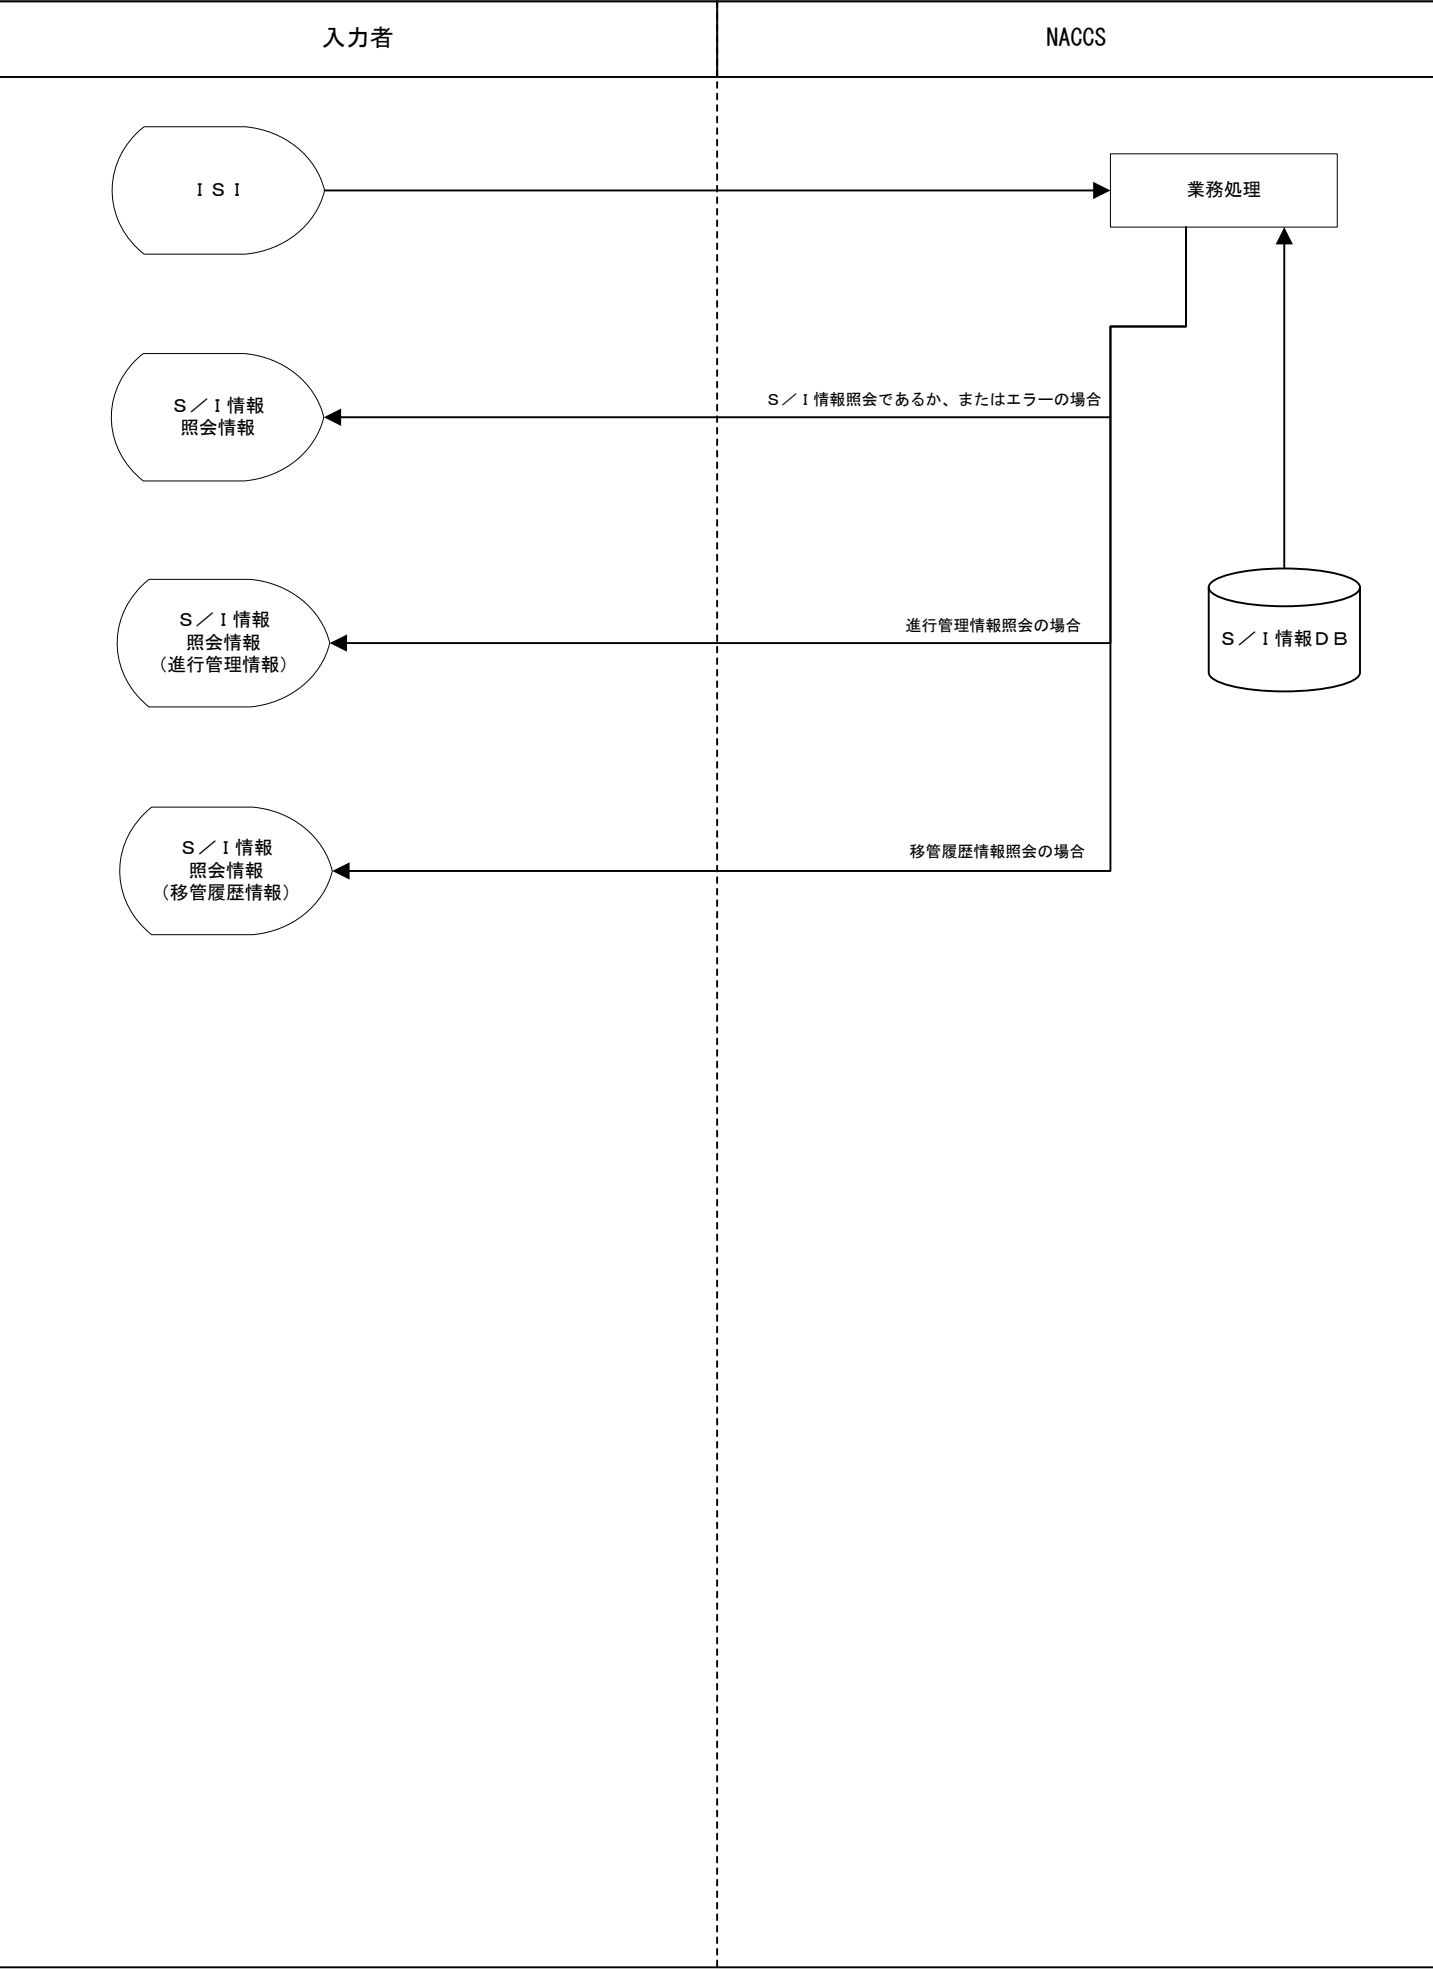 入力者
NACCS
ＩＳＩ
業務処理
Ｓ／Ｉ情報
照会情報
Ｓ／Ｉ情報照会であるか、またはエラーの場合
Ｓ／Ｉ情報
照会情報
（進行管理情報）
進行管理情報照会の場合
Ｓ／Ｉ情報ＤＢ
Ｓ／Ｉ情報
照会情報
（移管履歴情報）
移管履歴情報照会の場合